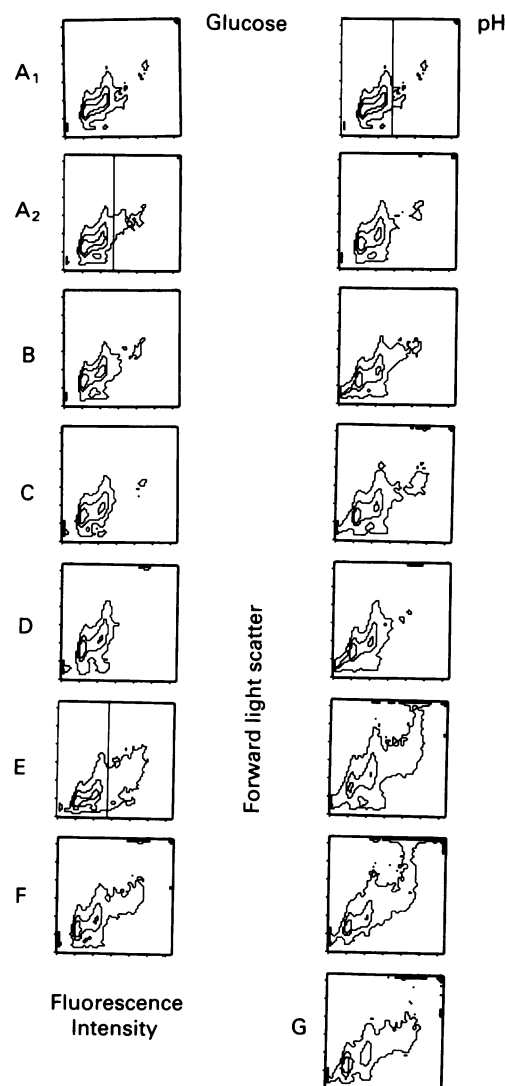 Glucose
pH
A1
A2
B
C
D
Forward light scatter
E
F
Fluorescence
Intensity
G